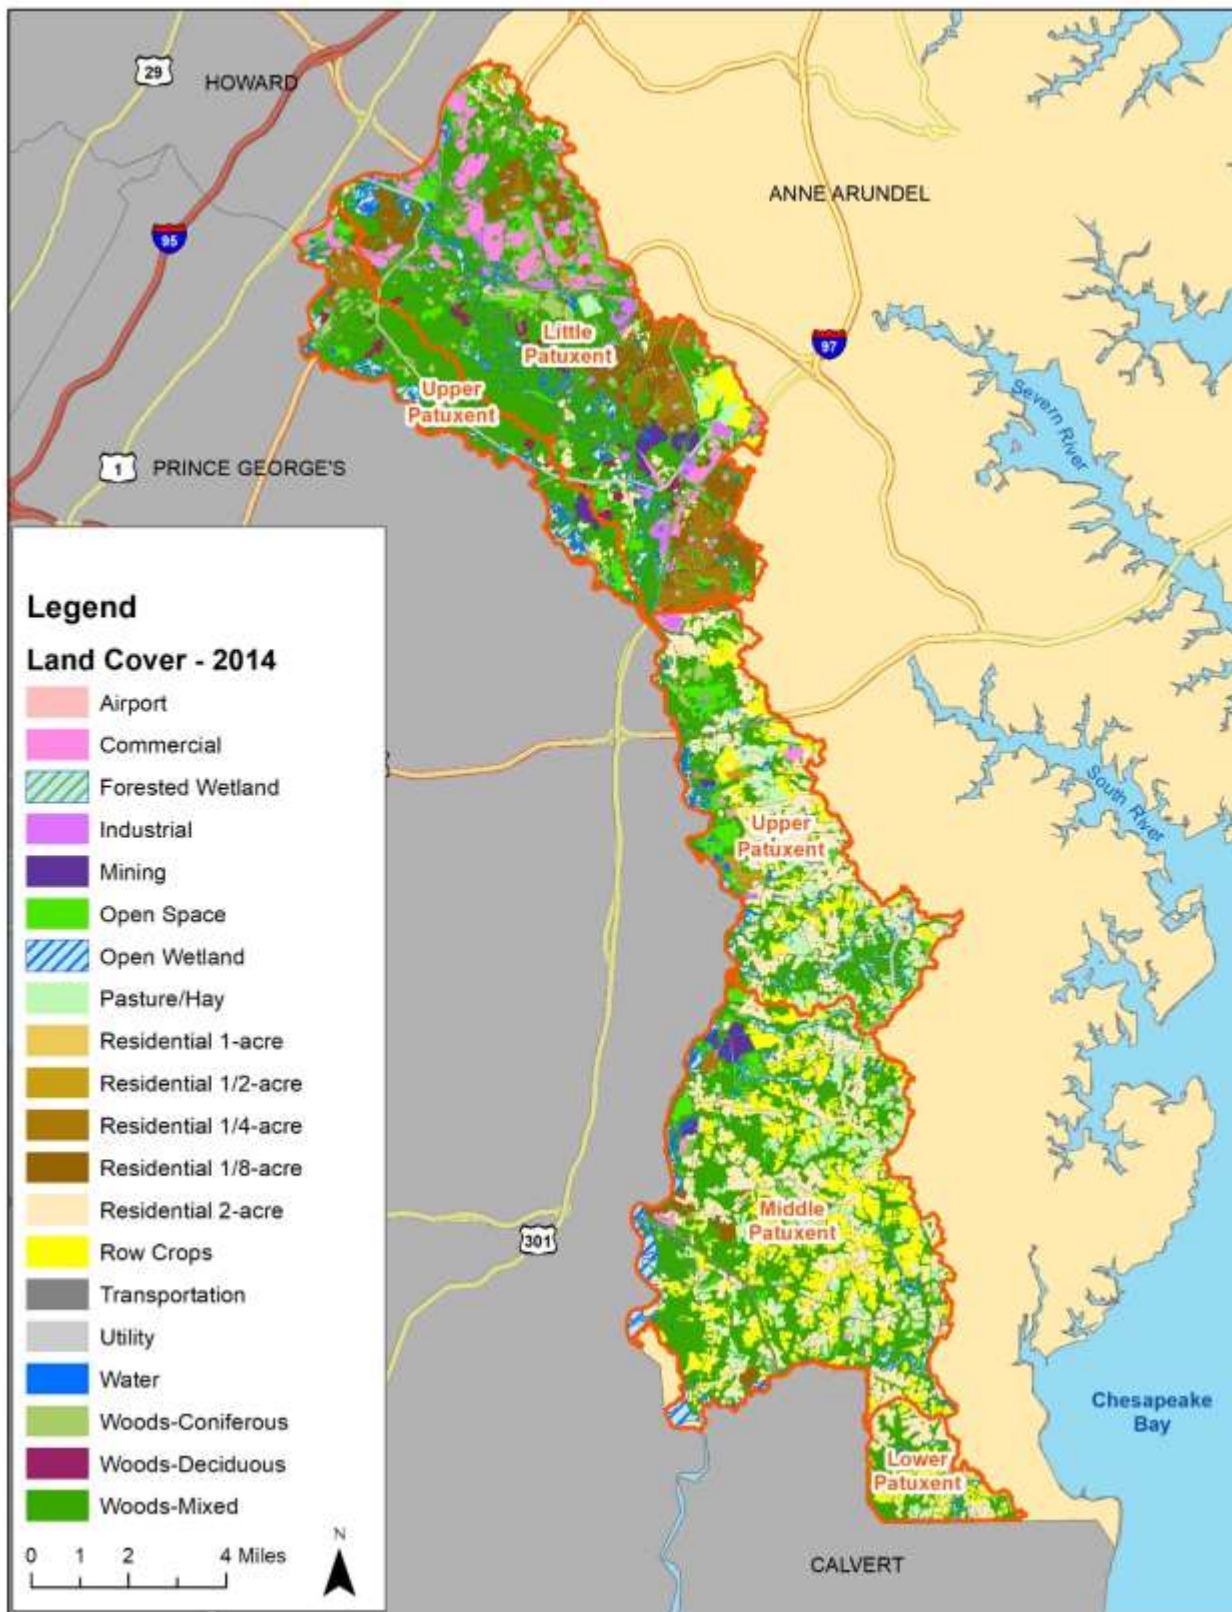 29
HOWARD
ANNE ARUNDEL
95
Little
Patuxent
97
Upper
Patuxent
Severn River
1
PRINCE GEORGE'S
South River
Upper
Patuxent
Middle
Patuxent
301
Chesapeake
Bay
Lower
Patuxent
CALVERT
Legend
Land Cover - 2014
Airport
Commercial
Forested Wetland
Industrial
Mining
Open Space
Open Wetland
Pasture/Hay
Residential 1-acre
Residential 1/2-acre
Residential 1/4-acre
Residential 1/8-acre
Residential 2-acre
Row Crops
Transportation
Utility
Water
Woods-Coniferous
Woods-Deciduous
Woods-Mixed
0 1 2 4 Miles
N